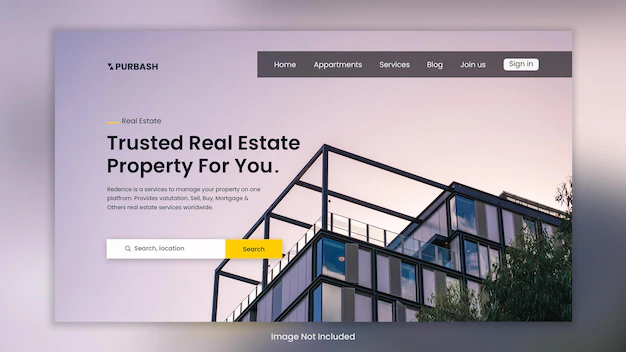 PURBASH
Home Appartments Services Blog Join us Sign in
Real Estate
Trusted Real Estate
Property For You.
Redence is a services to manage your property on one
platfrom. Provides valutation. Sell, Buy, Mortgage &
Others real estate services worldwide.
Search, location
Search
Image Not Included